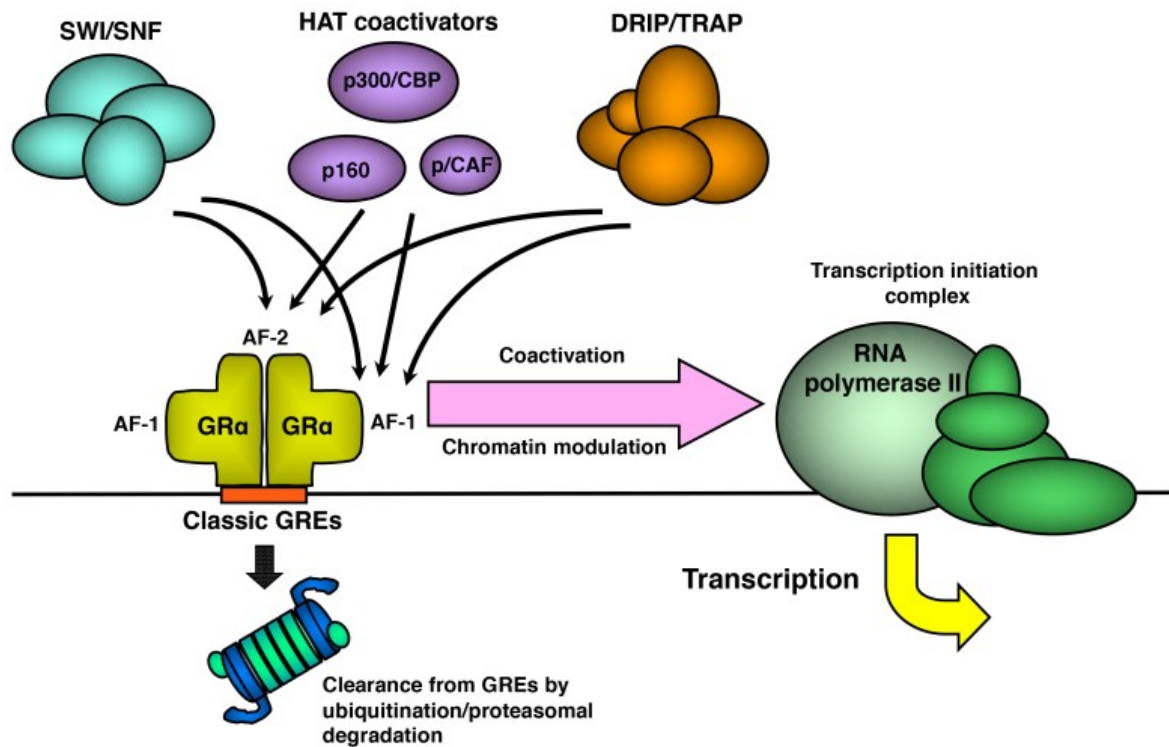 SWI/SNF
HAT coactivators
DRIP/TRAP
p300/CBP
p160
p/CAF
Transcription initiation
complex
AF-2
Coactivation
RNA
polymerase II
AF-1
GRα
GRα
AF-1
Chromatin modulation
Classic GREs
Transcription
Clearance from GREs by
ubiquitination/proteasomal
degradation